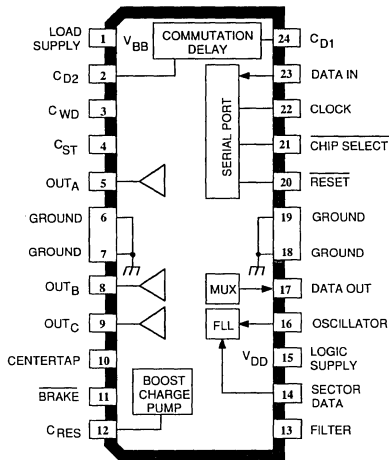 LOAD
SUPPLY
1
V_BB
COMMUTATION
DELAY
24
C_D1
C_D2
2
23
DATA IN
C_WD
3
22
CLOCK
C_ST
4
SERIAL PORT
21
CHIP SELECT
OUT_A
5
20
RESET
GROUND
6
19
GROUND
GROUND
7
18
GROUND
OUT_B
8
MUX
17
DATA OUT
OUT_C
9
FLL
16
OSCILLATOR
CENTERTAP
10
V_DD
15
LOGIC
SUPPLY
BRAKE
11
BOOST
CHARGE
PUMP
14
SECTOR
DATA
C_RES
12
13
FILTER